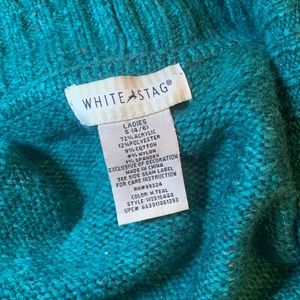 WHITE STAG®
LADIES
S (4/6)
72% ACRYLIC
12% POLYESTER
9% COTTON
6% NYLON
1% SPANDEX
EXCLUSIVE OF DECORATION
MADE IN CHINA
SEE SIDE SEAM LABEL
FOR CARE INSTRUCTION
COLOR: H.TEAL